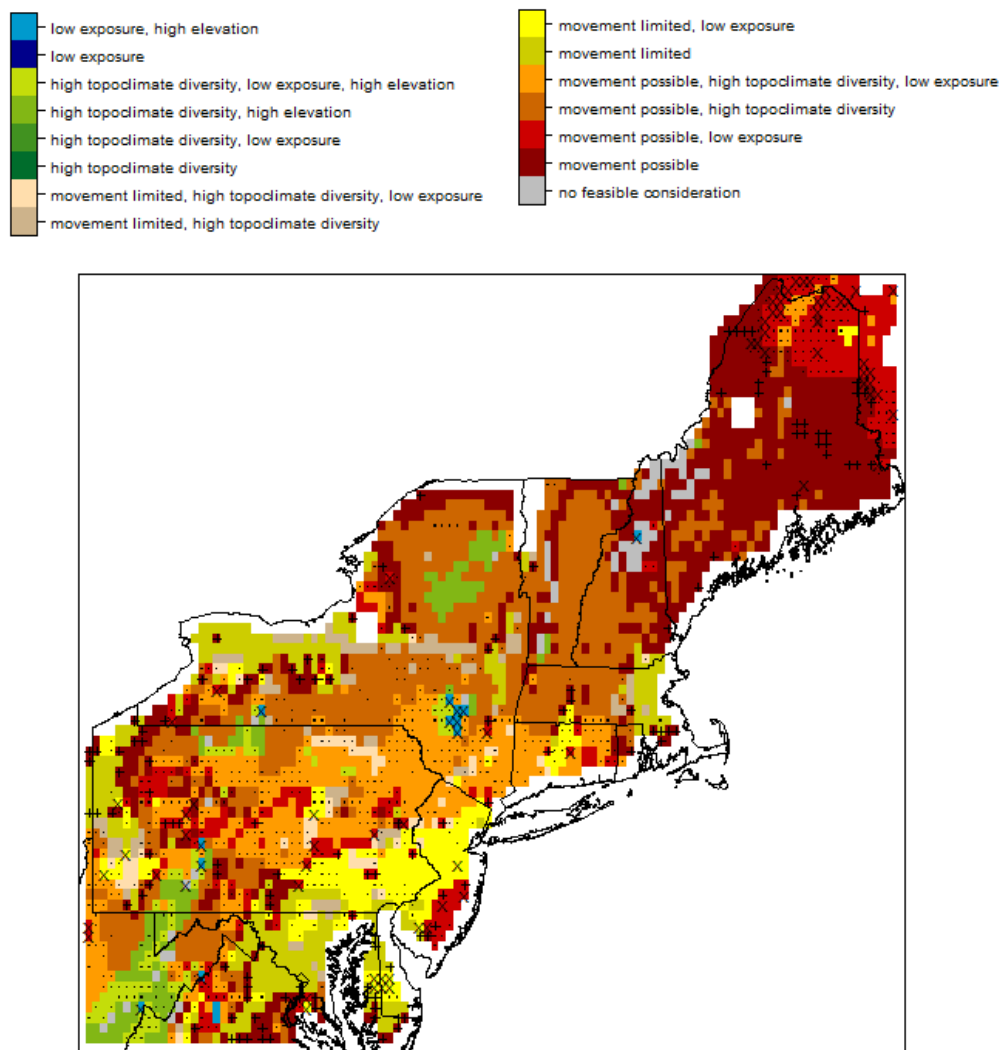 low exposure, high elevation
low exposure
high topoclimate diversity, low exposure, high elevation
high topoclimate diversity, high elevation
high topoclimate diversity, low exposure
high topoclimate diversity
movement limited, high topoclimate diversity, low exposure
movement limited, high topoclimate diversity
movement limited, low exposure
movement limited
movement possible, high topoclimate diversity, low exposure
movement possible, high topoclimate diversity
movement possible, low exposure
movement possible
no feasible consideration